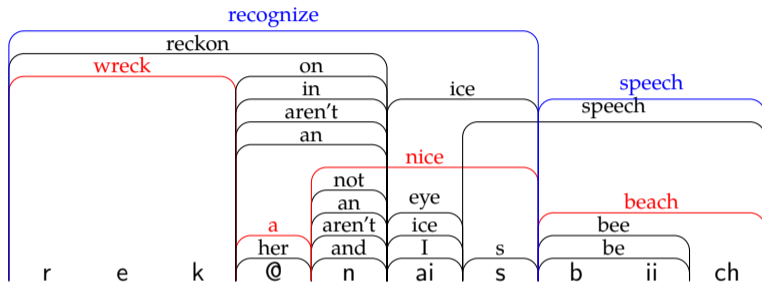 recognize
reckon
wreck on
in ice speech
aren't speech
an
nice
not
an eye beach
a aren't ice bee
her and I s be
r e k @ n ai s b ii ch